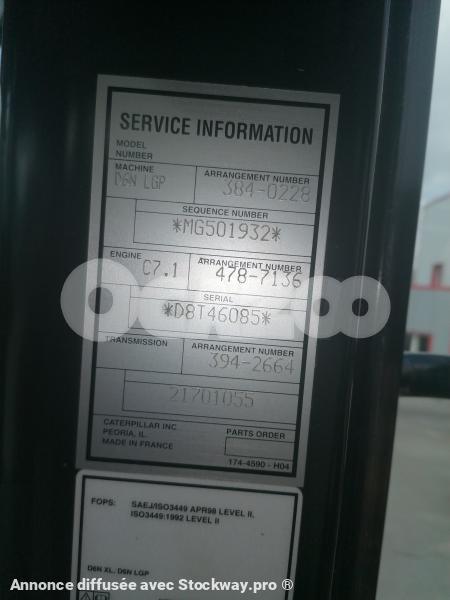 SERVICE INFORMATION
MODEL
NUMBER
MACHINE
D6N LGP
ARRANGEMENT NUMBER
384-0228
SEQUENCE NUMBER
*MG501932*
ENGINE
C7.1
ARRANGEMENT NUMBER
478-7136
SERIAL
*D8T46085*
TRANSMISSION
ARRANGEMENT NUMBER
394-2664
21701055
CATERPILLAR INC
PEORIA, IL
MADE IN FRANCE
PARTS ORDER
174-4590 - H04
FOPS:
SAEJ/ISO3449 APR98 LEVEL II,
ISO3449:1992 LEVEL II
D6N XL, D6N LGP
Annonce diffusée avec Stockway.pro ®